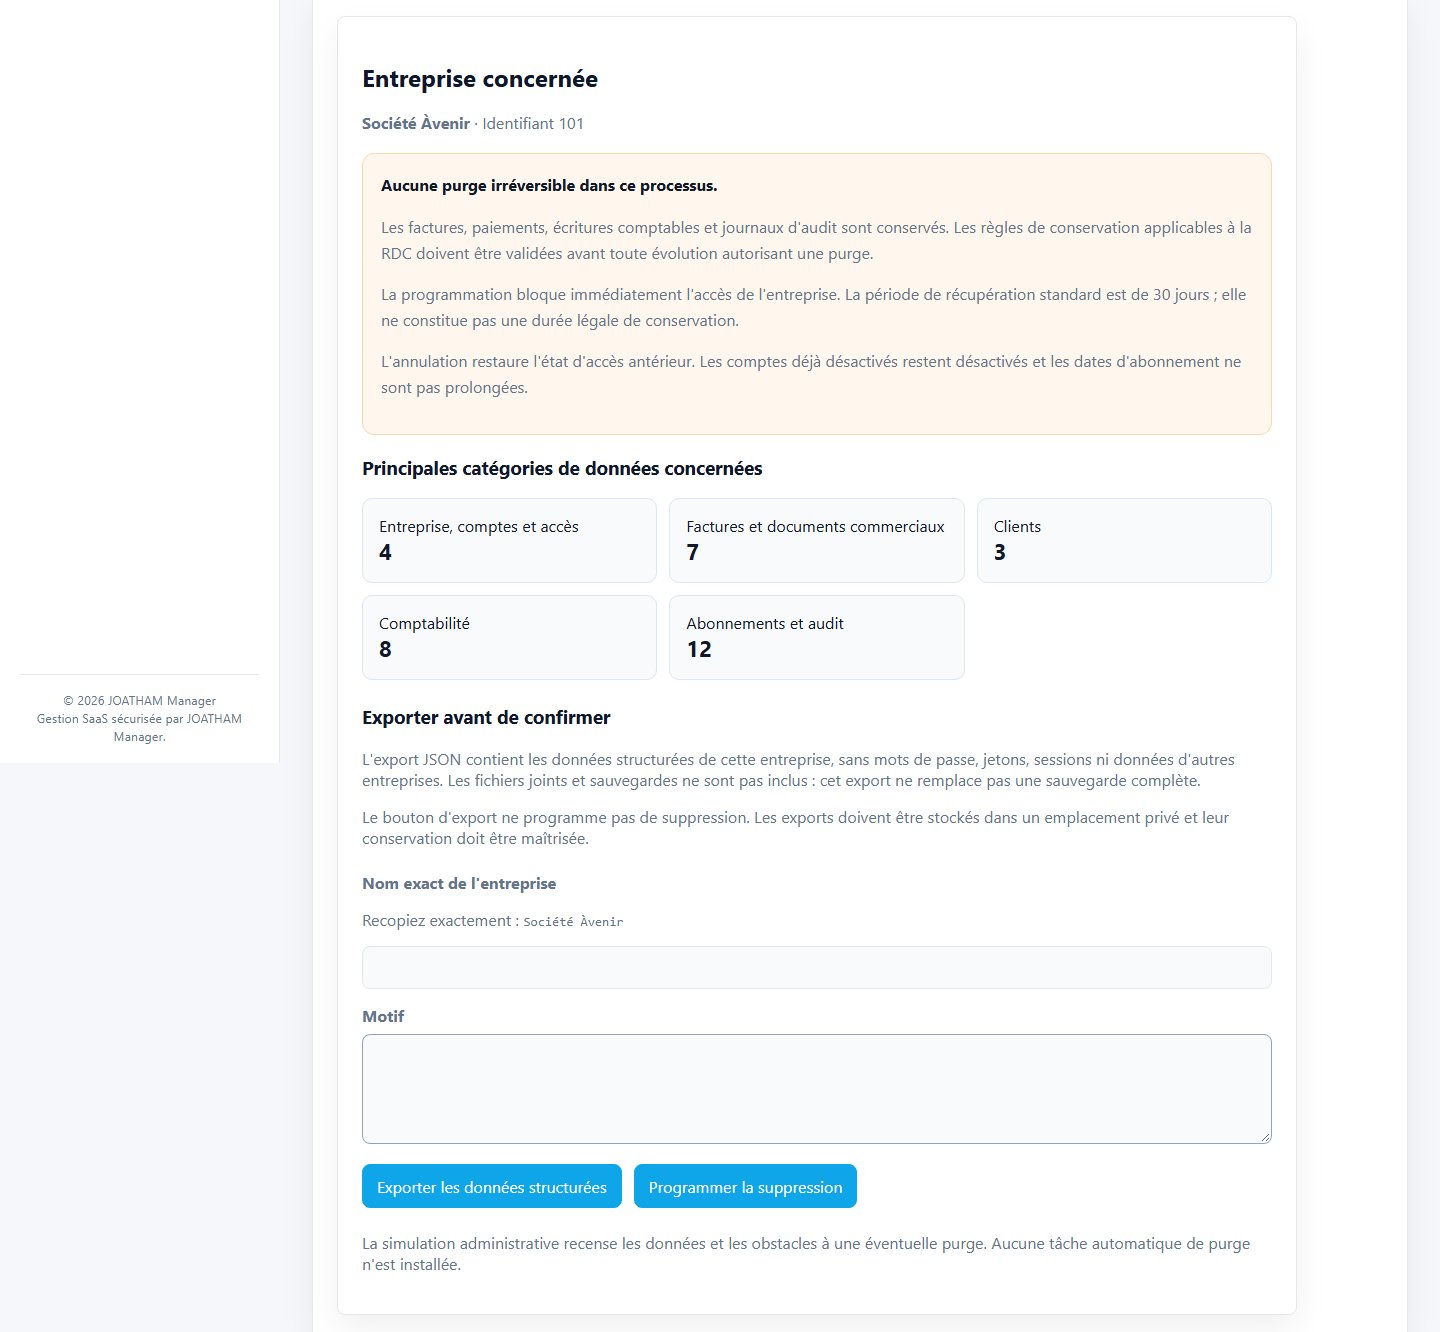 Entreprise concernée
Société Àvenir · Identifiant 101
Aucune purge irréversible dans ce processus.
Les factures, paiements, écritures comptables et journaux d'audit sont conservés. Les règles de conservation applicables à la
RDC doivent être validées avant toute évolution autorisant une purge.
La programmation bloque immédiatement l'accès de l'entreprise. La période de récupération standard est de 30 jours ; elle
ne constitue pas une durée légale de conservation.
L'annulation restaure l'état d'accès antérieur. Les comptes déjà désactivés restent désactivés et les dates d'abonnement ne
sont pas prolongées.
Principales catégories de données concernées
Entreprise, comptes et accès
4
Factures et documents commerciaux
7
Clients
3
Comptabilité
8
Abonnements et audit
12
Exporter avant de confirmer
L'export JSON contient les données structurées de cette entreprise, sans mots de passe, jetons, sessions ni données d'autres
entreprises. Les fichiers joints et sauvegardes ne sont pas inclus : cet export ne remplace pas une sauvegarde complète.
Le bouton d'export ne programme pas de suppression. Les exports doivent être stockés dans un emplacement privé et leur
conservation doit être maîtrisée.
Nom exact de l'entreprise
Recopiez exactement : Société Àvenir
Motif
Exporter les données structurées
Programmer la suppression
La simulation administrative recense les données et les obstacles à une éventuelle purge. Aucune tâche automatique de purge
n'est installée.
© 2026 JOATHAM Manager
Gestion SaaS sécurisée par JOATHAM
Manager.